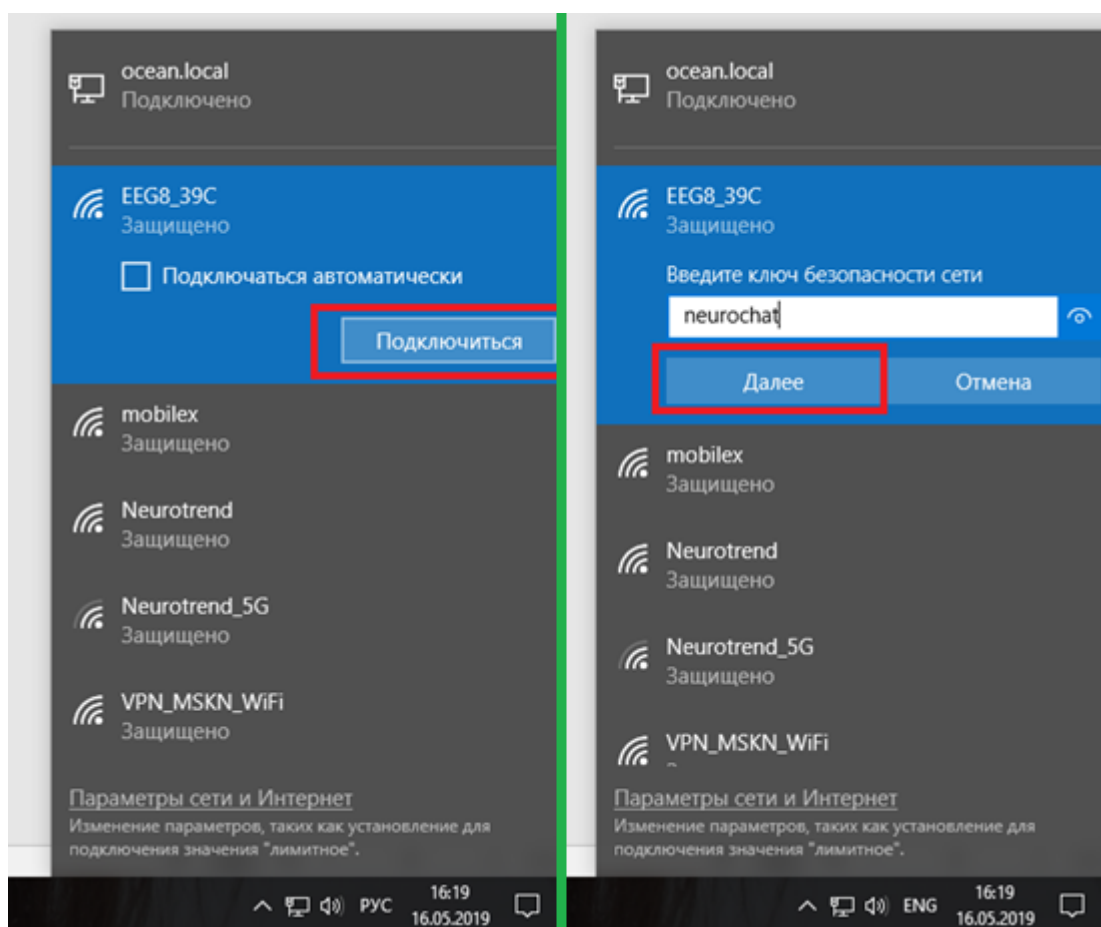 ocean.local
Подключено
EEG8_39C
Защищено
Подключаться автоматически
Подключиться
mobilex
Защищено
Neurotrend
Защищено
Neurotrend_5G
Защищено
VPN_MSKN_WiFi
Защищено
Параметры сети и Интернет
Изменение параметров, таких как установление для
подключения значения "лимитное".
РУС
16:19
16.05.2019
ocean.local
Подключено
EEG8_39C
Защищено
Введите ключ безопасности сети
neurochat
Далее Отмена
mobilex
Защищено
Neurotrend
Защищено
Neurotrend_5G
Защищено
VPN_MSKN_WiFi
Параметры сети и Интернет
Изменение параметров, таких как установление для
подключения значения "лимитное".
ENG
16:19
16.05.2019